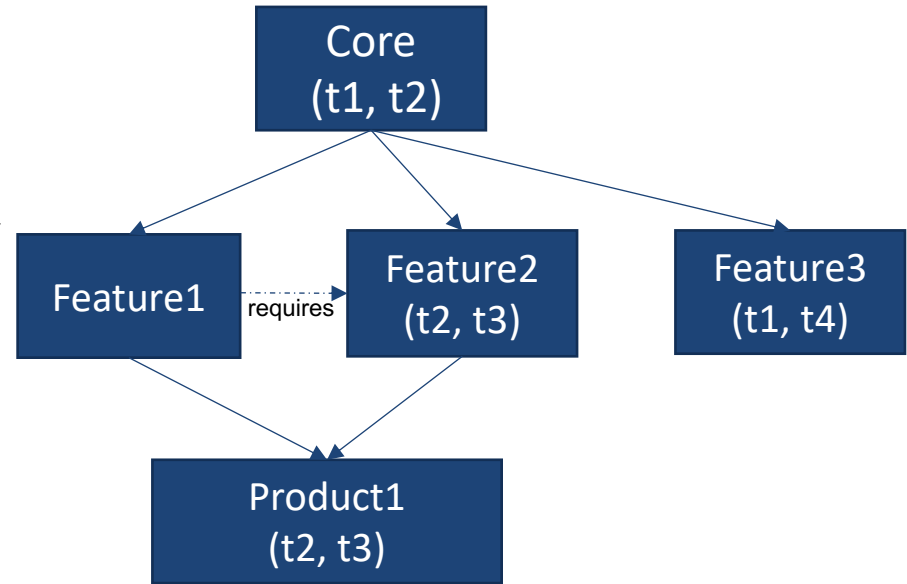 Core
(t1, t2)
Feature1
requires
Feature2
(t2, t3)
Feature3
(t1, t4)
Product1
(t2, t3)